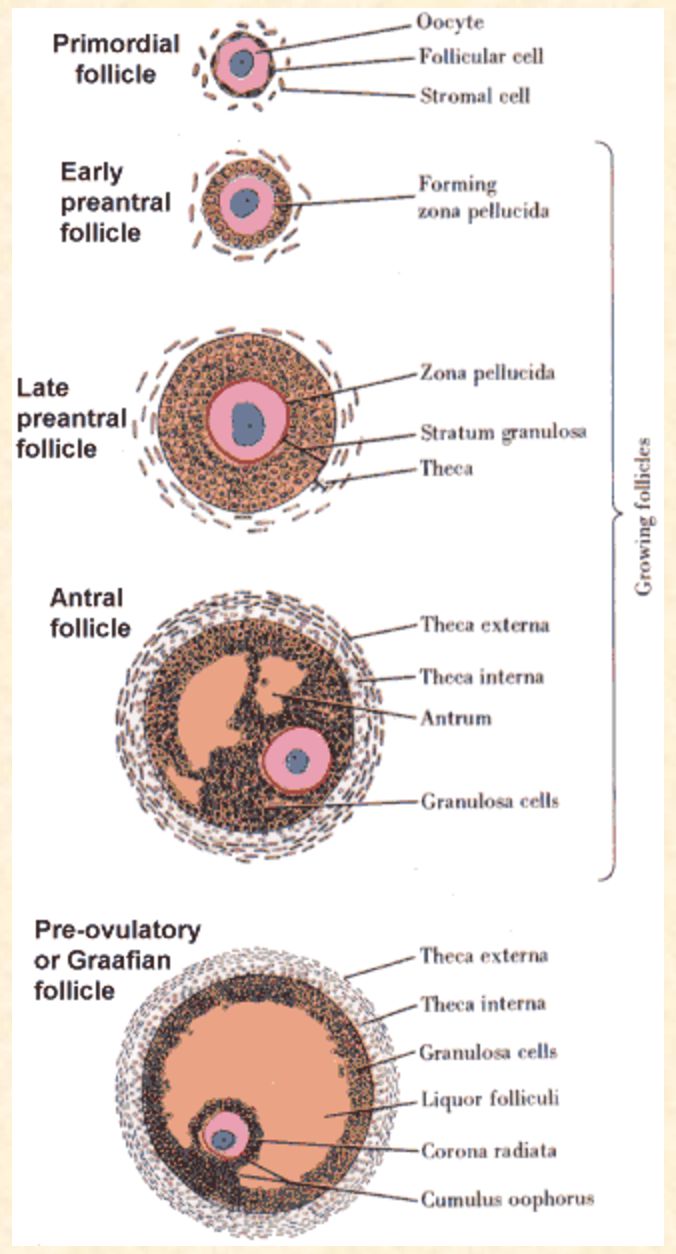 Primordial
follicle
Oocyte
Follicular cell
Stromal cell
Early
preantral
follicle
Forming
zona pellucida
Late
preantral
follicle
Zona pellucida
Stratum granulosa
Theca
Growing follicles
Antral
follicle
Theca externa
Theca interna
Antrum
Granulosa cells
Pre-ovulatory
or Graafian
follicle
Theca externa
Theca interna
Granulosa cells
Liquor folliculi
Corona radiata
Cumulus oophorus